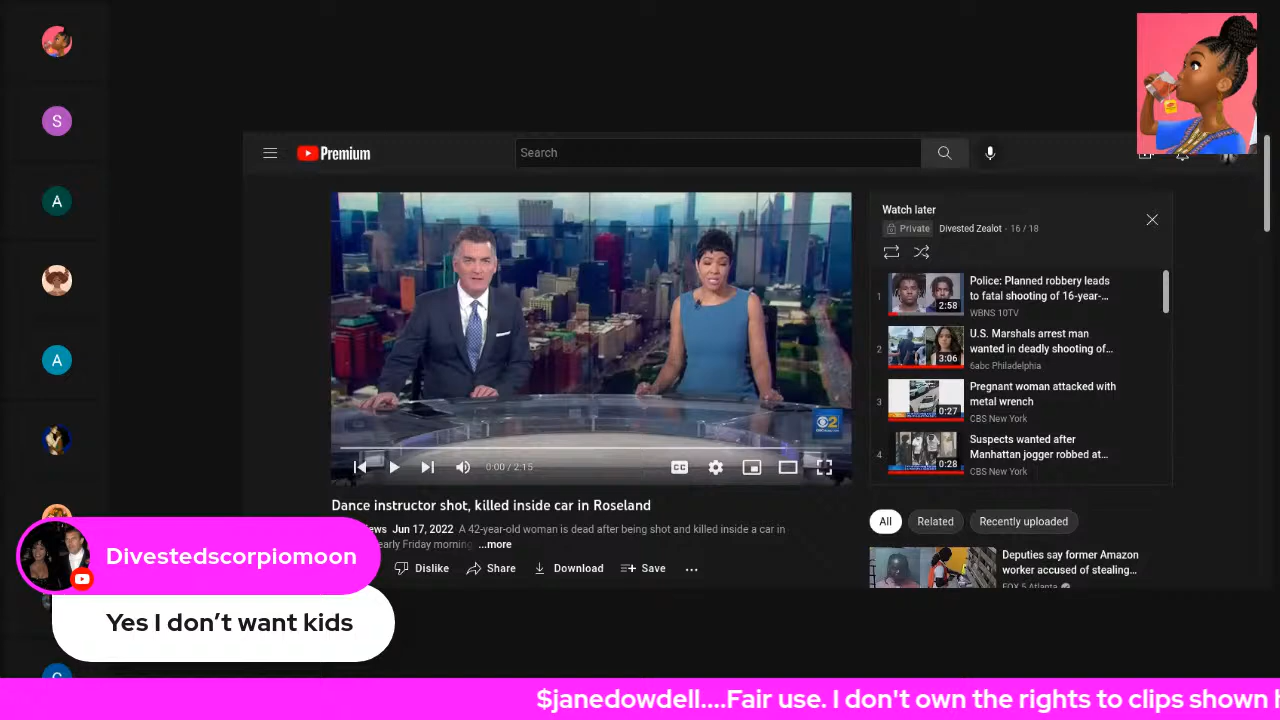 S
A
A
Premium
Search
Watch later
Private Divested Zealot · 16 / 18
1
Police: Planned robbery leads
to fatal shooting of 16-year-...
2:58
WBNS 10TV
2
U.S. Marshals arrest man
wanted in deadly shooting of...
3:06
6abc Philadelphia
3
Pregnant woman attacked with
metal wrench
0:27
CBS New York
4
Suspects wanted after
Manhattan jogger robbed at...
0:28
CBS New York
2
0:00 / 2:15
CC
Dance instructor shot, killed inside car in Roseland
Jun 17, 2022 A 42-year-old woman is dead after being shot and killed inside a car in
early Friday morning ...more
Dislike Share Download Save ...
All Related Recently uploaded
Deputies say former Amazon
worker accused of stealing...
FOX 5 Atlanta
Divestedscorpiomoon
Yes I don’t want kids
$janedowdell....Fair use. I don't own the rights to clips shown